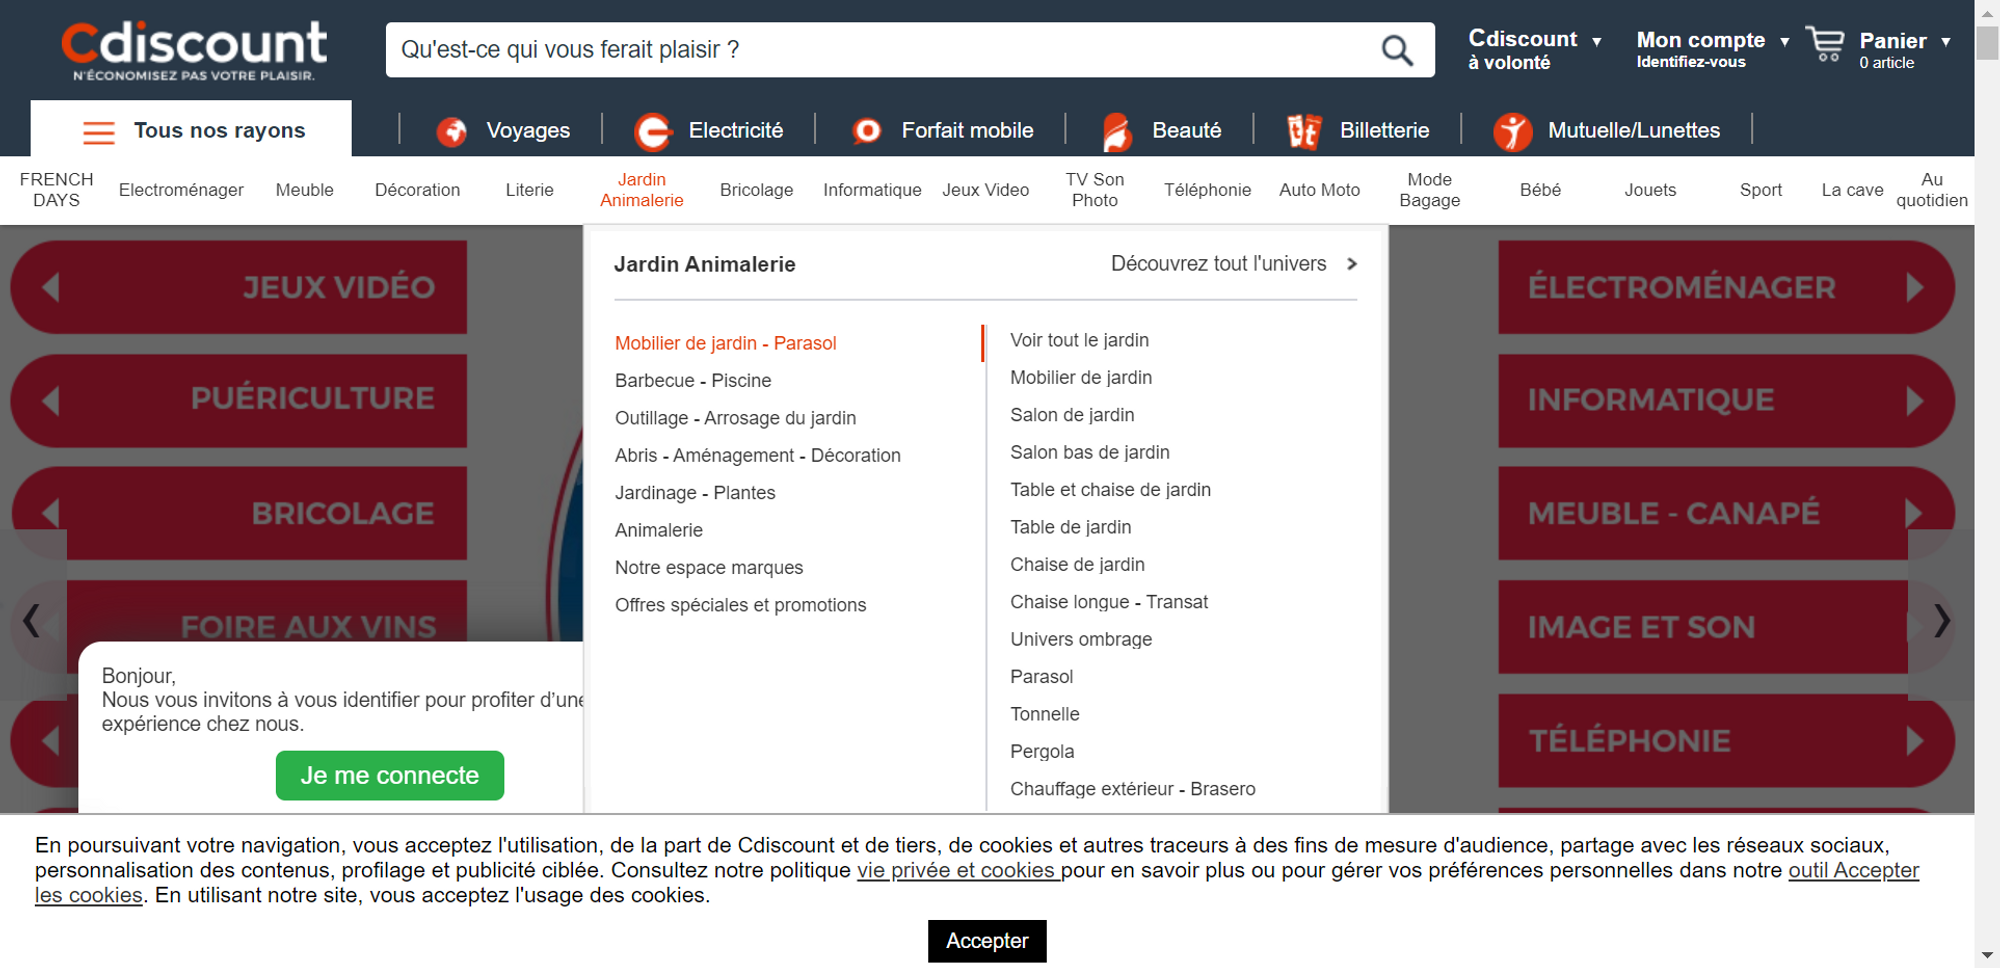 Cdiscount
N'ÉCONOMISEZ PAS VOTRE PLAISIR.
Qu'est-ce qui vous ferait plaisir ?
Cdiscount
à volonté
Mon compte
Identifiez-vous
Panier
0 article
Tous nos rayons
Voyages
Electricité
Forfait mobile
Beauté
Billetterie
Mutuelle/Lunettes
FRENCH
DAYS
Electroménager
Meuble
Décoration
Literie
Jardin
Animalerie
Bricolage
Informatique
Jeux Video
TV Son
Photo
Téléphonie
Auto Moto
Mode
Bagage
Bébé
Jouets
Sport
La cave
Au
quotidien
JEUX VIDÉO
PUÉRICULTURE
BRICOLAGE
FOIRE AUX VINS
Jardin Animalerie
Découvrez tout l'univers
Mobilier de jardin - Parasol
Barbecue - Piscine
Outillage - Arrosage du jardin
Abris - Aménagement - Décoration
Jardinage - Plantes
Animalerie
Notre espace marques
Offres spéciales et promotions
Voir tout le jardin
Mobilier de jardin
Salon de jardin
Salon bas de jardin
Table et chaise de jardin
Table de jardin
Chaise de jardin
Chaise longue - Transat
Univers ombrage
Parasol
Tonnelle
Pergola
Chauffage extérieur - Brasero
ÉLECTROMÉNAGER
INFORMATIQUE
MEUBLE - CANAPÉ
IMAGE ET SON
TÉLÉPHONIE
Bonjour,
Nous vous invitons à vous identifier pour profiter d’une
expérience chez nous.
Je me connecte
En poursuivant votre navigation, vous acceptez l'utilisation, de la part de Cdiscount et de tiers, de cookies et autres traceurs à des fins de mesure d'audience, partage avec les réseaux sociaux,
personnalisation des contenus, profilage et publicité ciblée. Consultez notre politique vie privée et cookies pour en savoir plus ou pour gérer vos préférences personnelles dans notre outil Accepter
les cookies. En utilisant notre site, vous acceptez l'usage des cookies.
Accepter